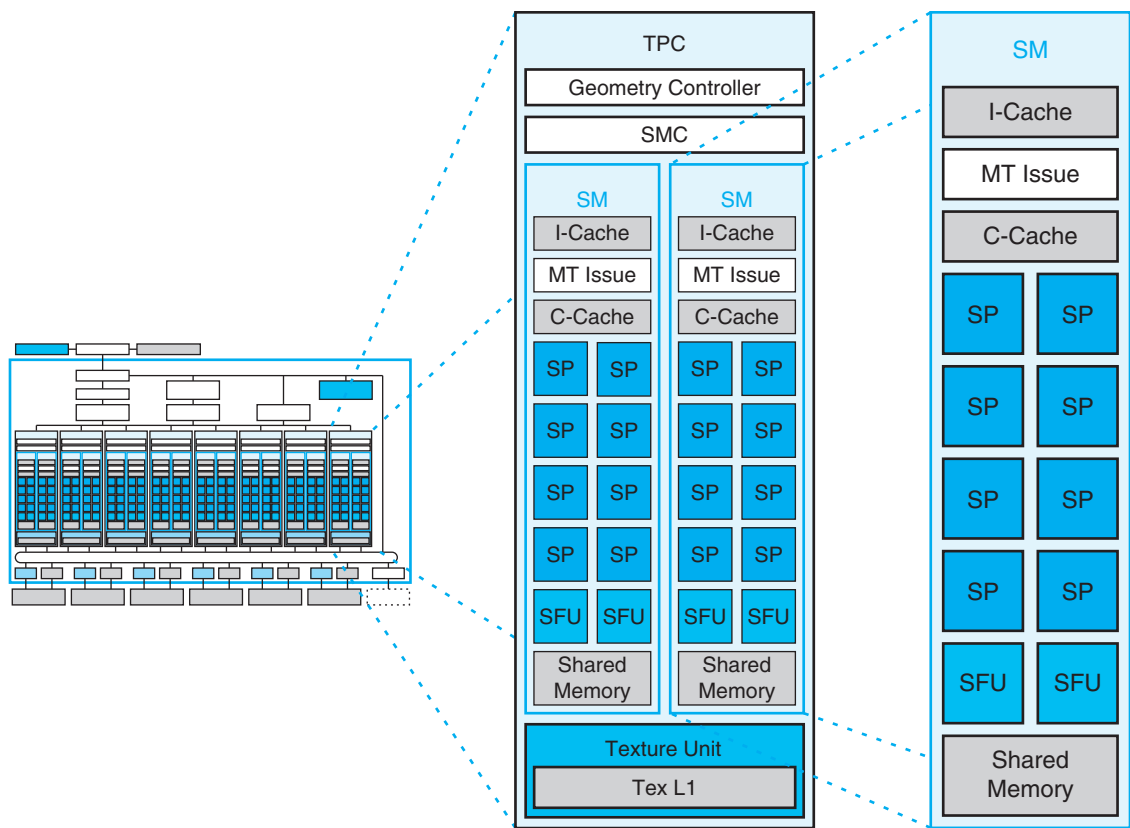 TPC
Geometry Controller
SMC
SM
I-Cache
MT Issue
C-Cache
SP SP
SP SP
SP SP
SP SP
SFU SFU
Shared
Memory
SM
I-Cache
MT Issue
C-Cache
SP SP
SP SP
SP SP
SP SP
SFU SFU
Shared
Memory
Texture Unit
Tex L1
SM
I-Cache
MT Issue
C-Cache
SP SP
SP SP
SP SP
SP SP
SFU SFU
Shared
Memory